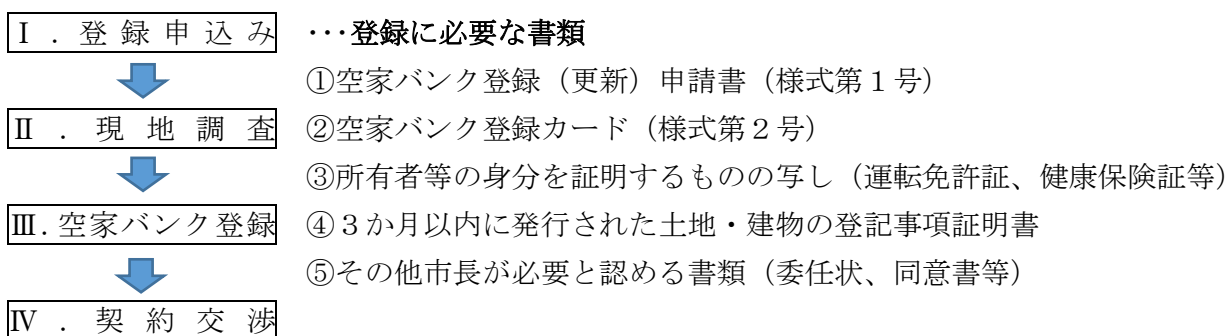 Ⅰ．登録申込み　･･･登録に必要な書類
①空家バンク登録（更新）申請書（様式第１号）
Ⅱ．現地調査　②空家バンク登録カード（様式第２号）
③所有者等の身分を証明するものの写し（運転免許証、健康保険証等）
Ⅲ.空家バンク登録　④３か月以内に発行された土地・建物の登記事項証明書
⑤その他市長が必要と認める書類（委任状、同意書等）
Ⅳ．契約交渉